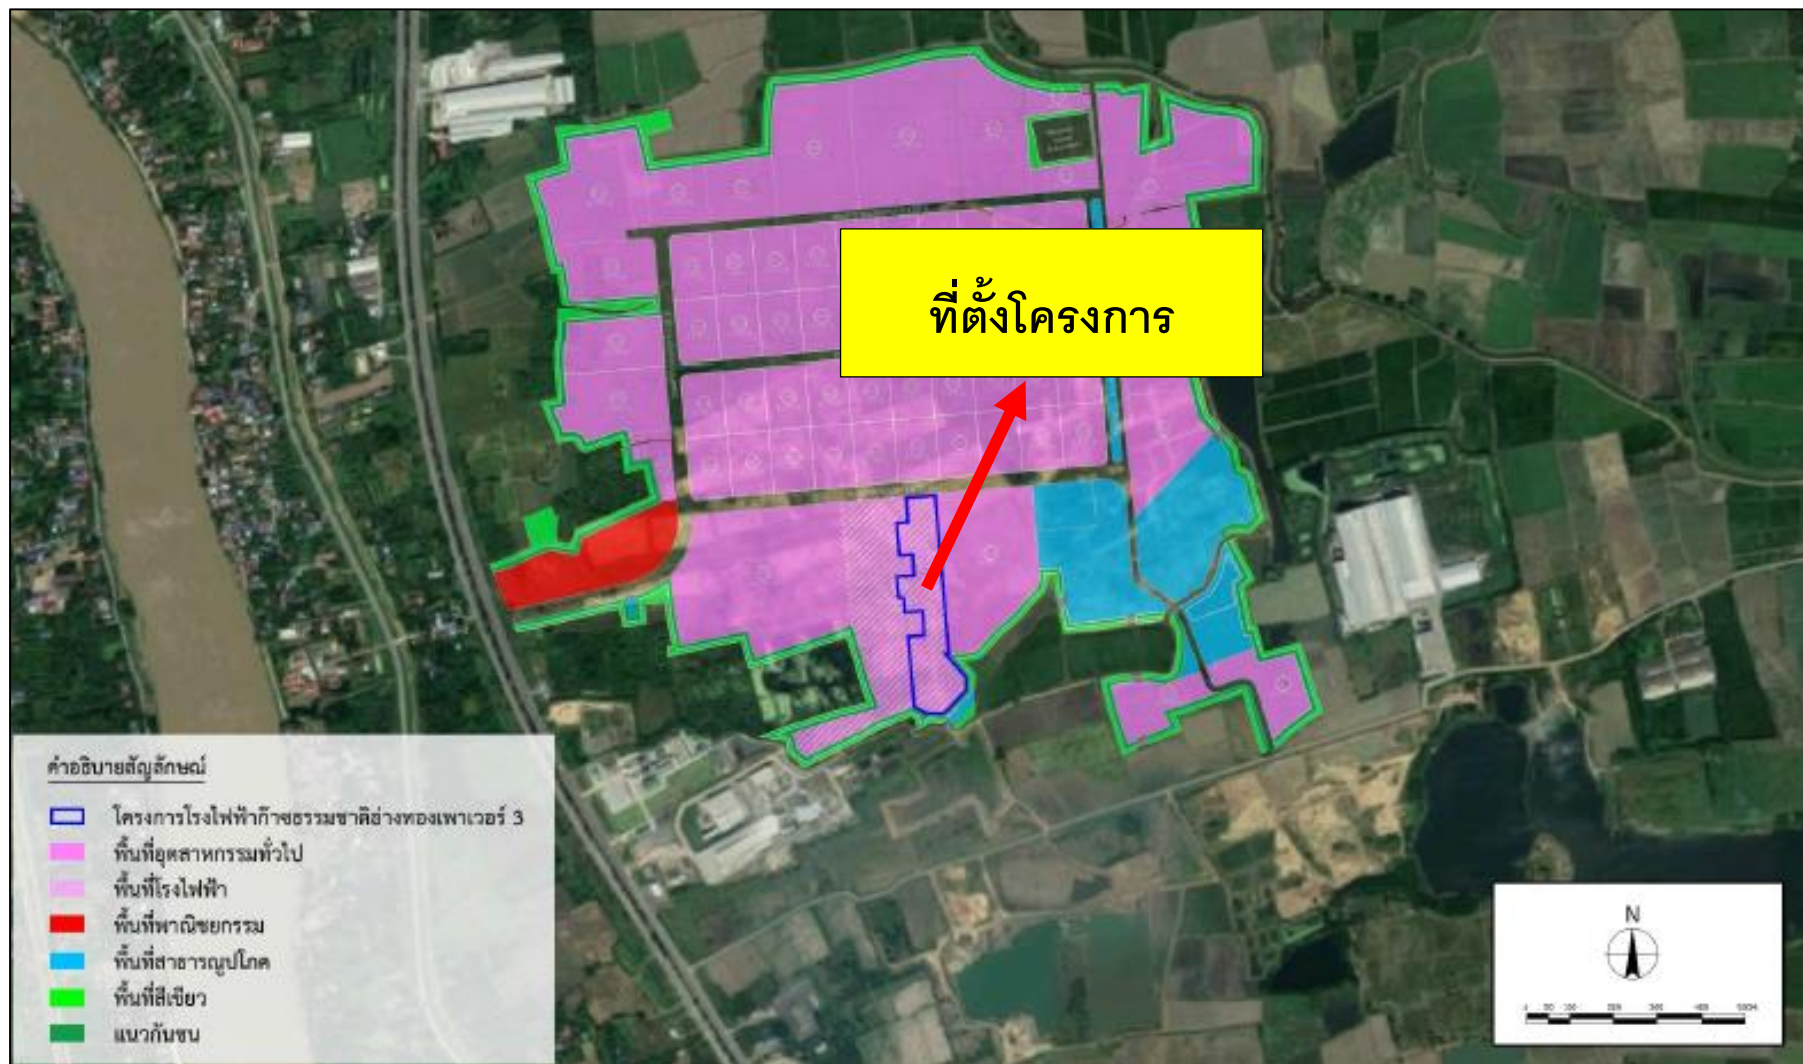 ที่ตั้งโครงการ
คำอธิบายสัญลักษณ์
โครงการโรงไฟฟ้าก๊าซธรรมชาติอ่างทองเพาเวอร์ 3
พื้นที่อุตสาหกรรมทั่วไป
พื้นที่โรงไฟฟ้า
พื้นที่พาณิชยกรรม
พื้นที่สาธารณูปโภค
พื้นที่สีเขียว
แนวกันชน
N